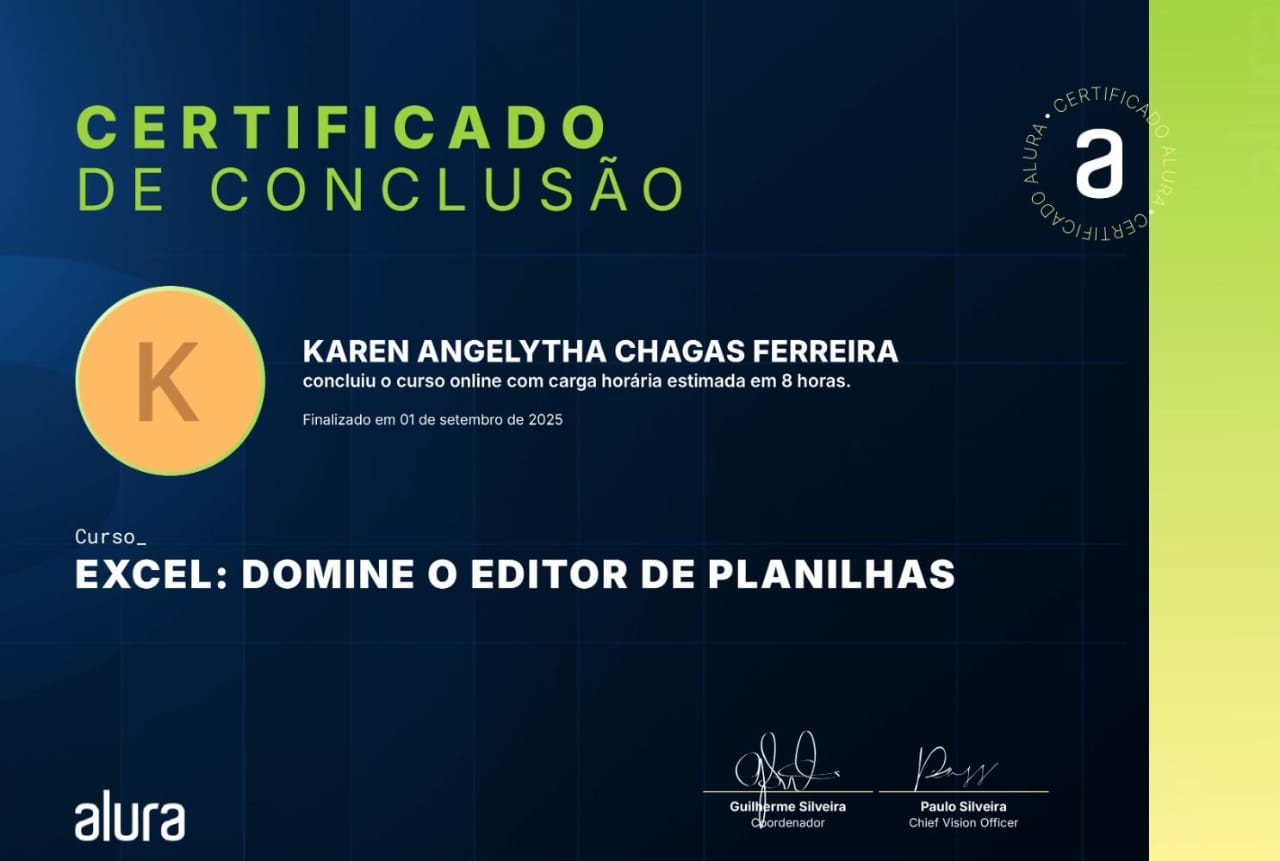 CERTIFICADO
DE CONCLUSÃO
CERTIFICADO ALURA • CERTIFICADO ALURA •
a
K
KAREN ANGELYTHA CHAGAS FERREIRA
concluiu o curso online com carga horária estimada em 8 horas.
Finalizado em 01 de setembro de 2025
Curso_
EXCEL: DOMINE O EDITOR DE PLANILHAS
Guilherme Silveira
Coordenador
Paulo Silveira
Chief Vision Officer
alura